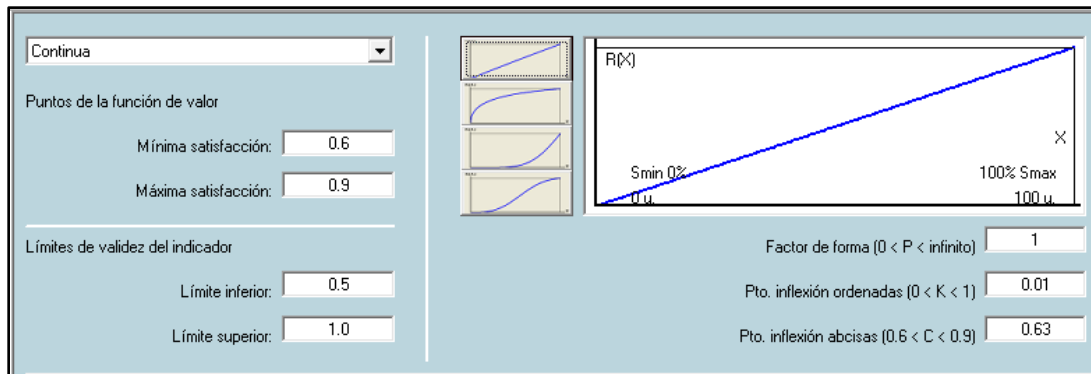 Continua
Puntos de la función de valor
Mínima satisfacción: 0.6
Máxima satisfacción: 0.9
Límites de validez del indicador
Límite inferior: 0.5
Límite superior: 1.0
R(X)
X
Smin 0% 100% Smax
0 u. 100 u.
Factor de forma (0 < P < infinito) 1
Pto. inflexión ordenadas (0 < K < 1) 0.01
Pto. inflexión abcisas (0.6 < C < 0.9) 0.63